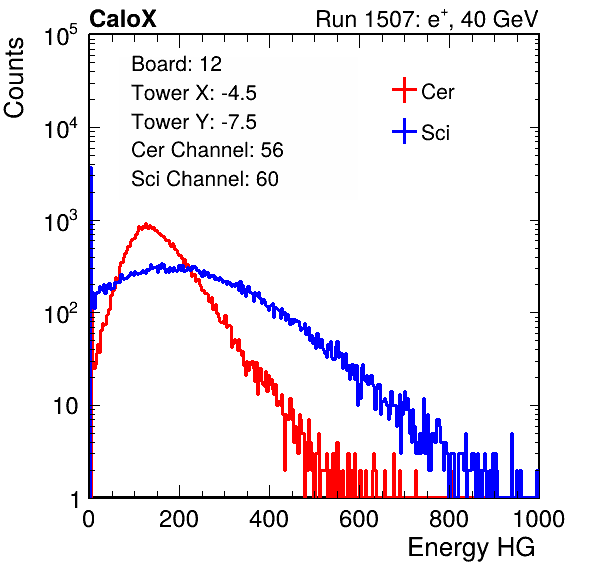 CaloX Run 1507: e⁺, 40 GeV
Counts
Board: 12
Tower X: -4.5
Tower Y: -7.5
Cer Channel: 56
Sci Channel: 60
Cer
Sci
10⁵
10⁴
10³
10²
10
1
0 200 400 600 800 1000
Energy HG